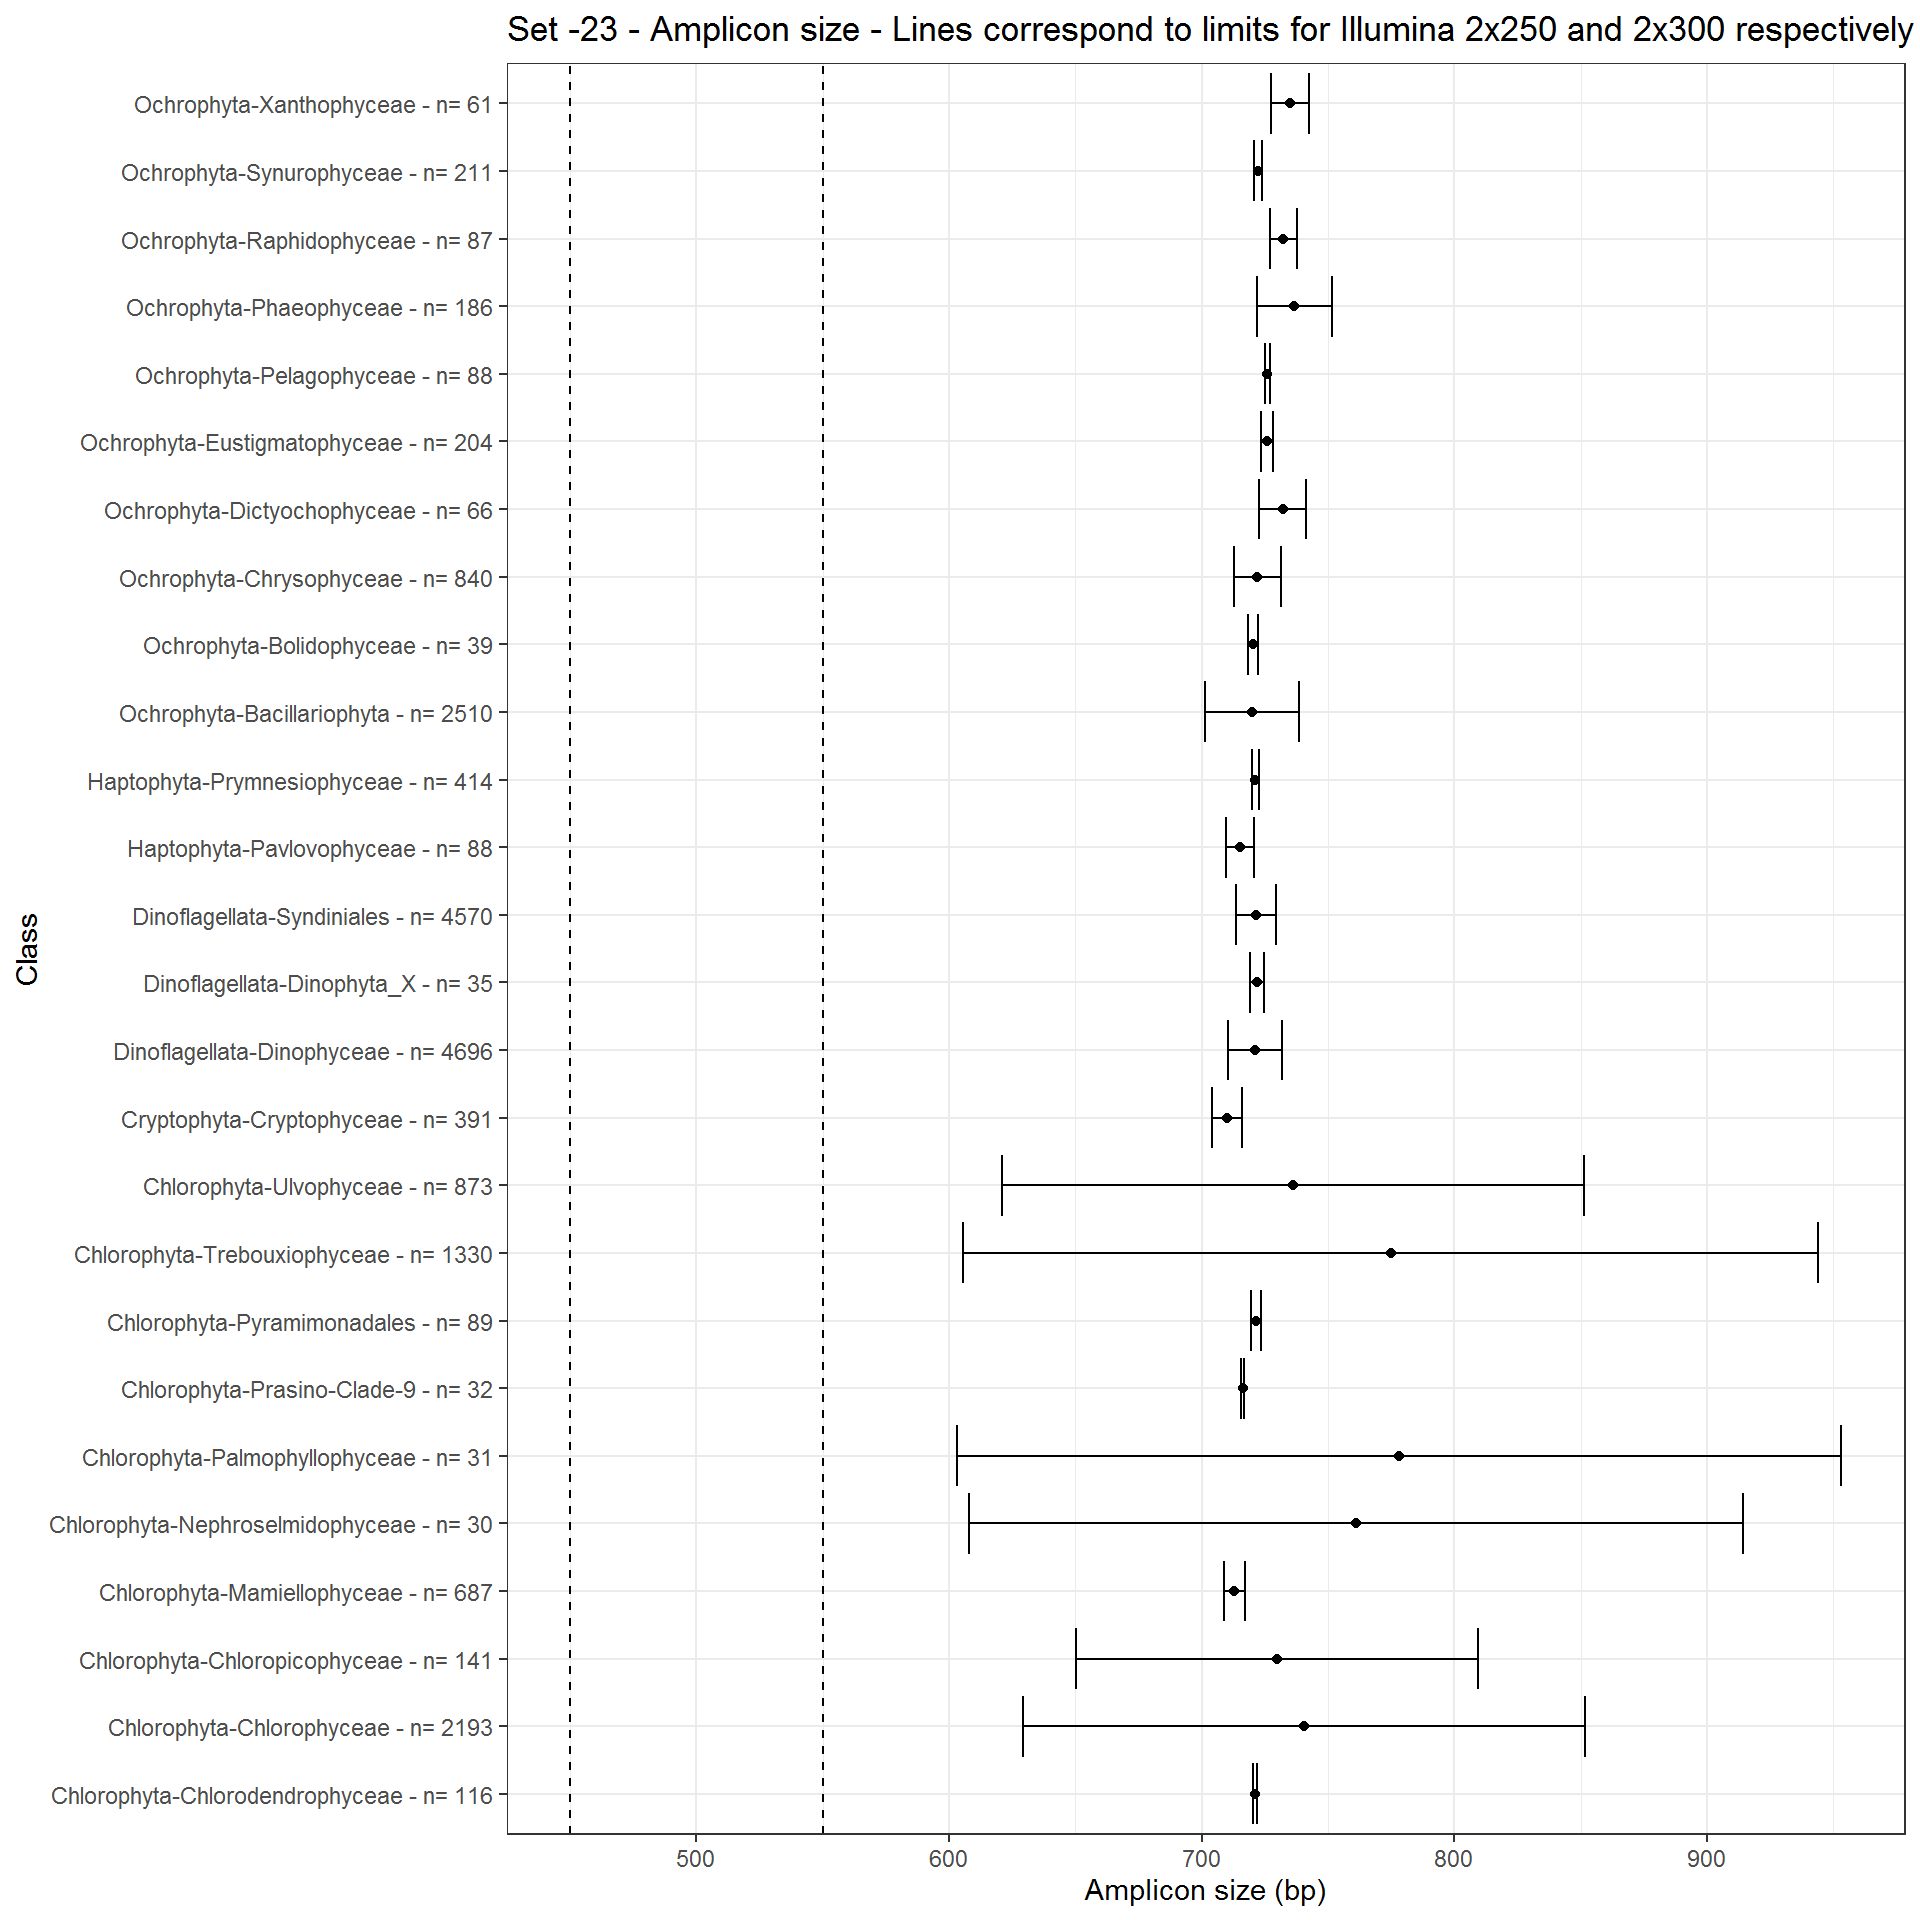 Set -23 - Amplicon size - Lines correspond to limits for Illumina 2x250 and 2x300 respectively
Ochrophyta-Xanthophyceae - n= 61
Ochrophyta-Synurophyceae - n= 211
Ochrophyta-Raphidophyceae - n= 87
Ochrophyta-Phaeophyceae - n= 186
Ochrophyta-Pelagophyceae - n= 88
Ochrophyta-Eustigmatophyceae - n= 204
Ochrophyta-Dictyochophyceae - n= 66
Ochrophyta-Chrysophyceae - n= 840
Ochrophyta-Bolidophyceae - n= 39
Ochrophyta-Bacillariophyta - n= 2510
Haptophyta-Prymnesiophyceae - n= 414
Haptophyta-Pavlovophyceae - n= 88
Dinoflagellata-Syndiniales - n= 4570
Dinoflagellata-Dinophyta_X - n= 35
Dinoflagellata-Dinophyceae - n= 4696
Cryptophyta-Cryptophyceae - n= 391
Chlorophyta-Ulvophyceae - n= 873
Chlorophyta-Trebouxiophyceae - n= 1330
Chlorophyta-Pyramimonadales - n= 89
Chlorophyta-Prasino-Clade-9 - n= 32
Chlorophyta-Palmophyllophyceae - n= 31
Chlorophyta-Nephroselmidophyceae - n= 30
Chlorophyta-Mamiellophyceae - n= 687
Chlorophyta-Chloropicophyceae - n= 141
Chlorophyta-Chlorophyceae - n= 2193
Chlorophyta-Chlorodendrophyceae - n= 116
Class
500 600 700 800 900
Amplicon size (bp)